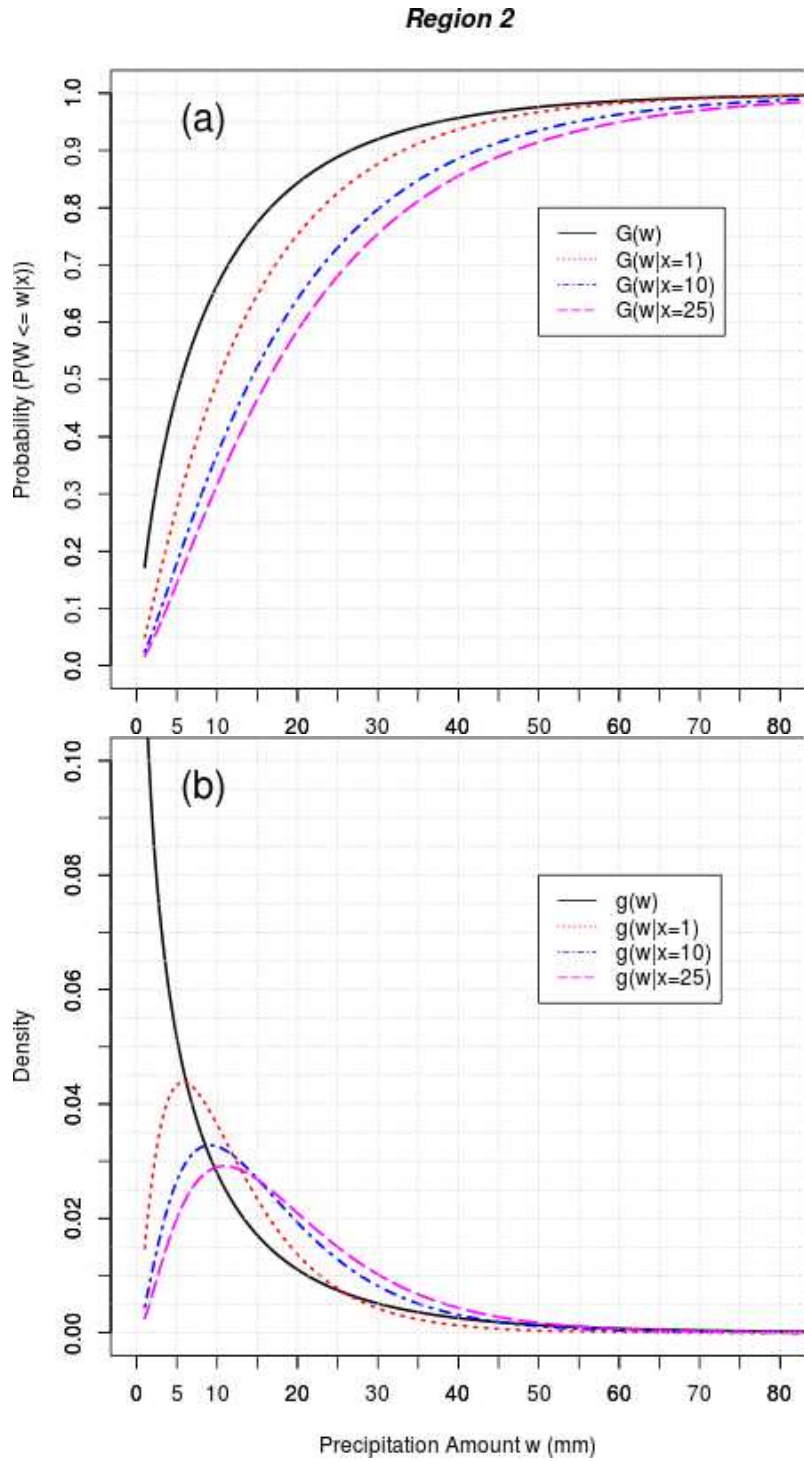 Region 2
(a)
Probability (P(W <= w|x))
1.0
0.9
0.8
0.7
0.6
0.5
0.4
0.3
0.2
0.1
0.0
G(w)
G(w|x=1)
G(w|x=10)
G(w|x=25)
0 5 10 20 30 40 50 60 70 80
(b)
Density
0.10
0.08
0.06
0.04
0.02
0.00
g(w)
g(w|x=1)
g(w|x=10)
g(w|x=25)
0 5 10 20 30 40 50 60 70 80
Precipitation Amount w (mm)